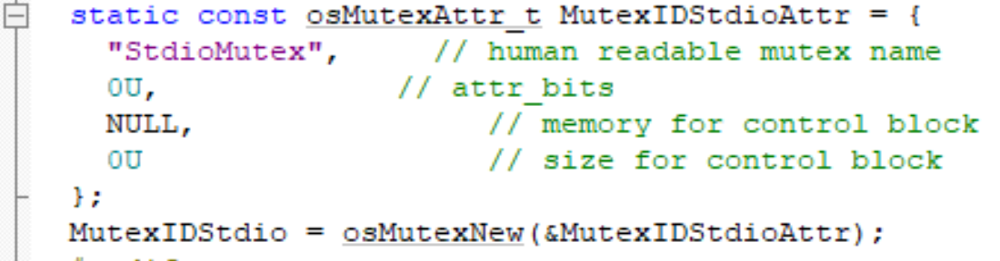 static const osMutexAttr_t MutexIDStdioAttr = {
"StdioMutex", // human readable mutex name
0U, // attr_bits
NULL, // memory for control block
0U // size for control block
};
MutexIDStdio = osMutexNew(&MutexIDStdioAttr);